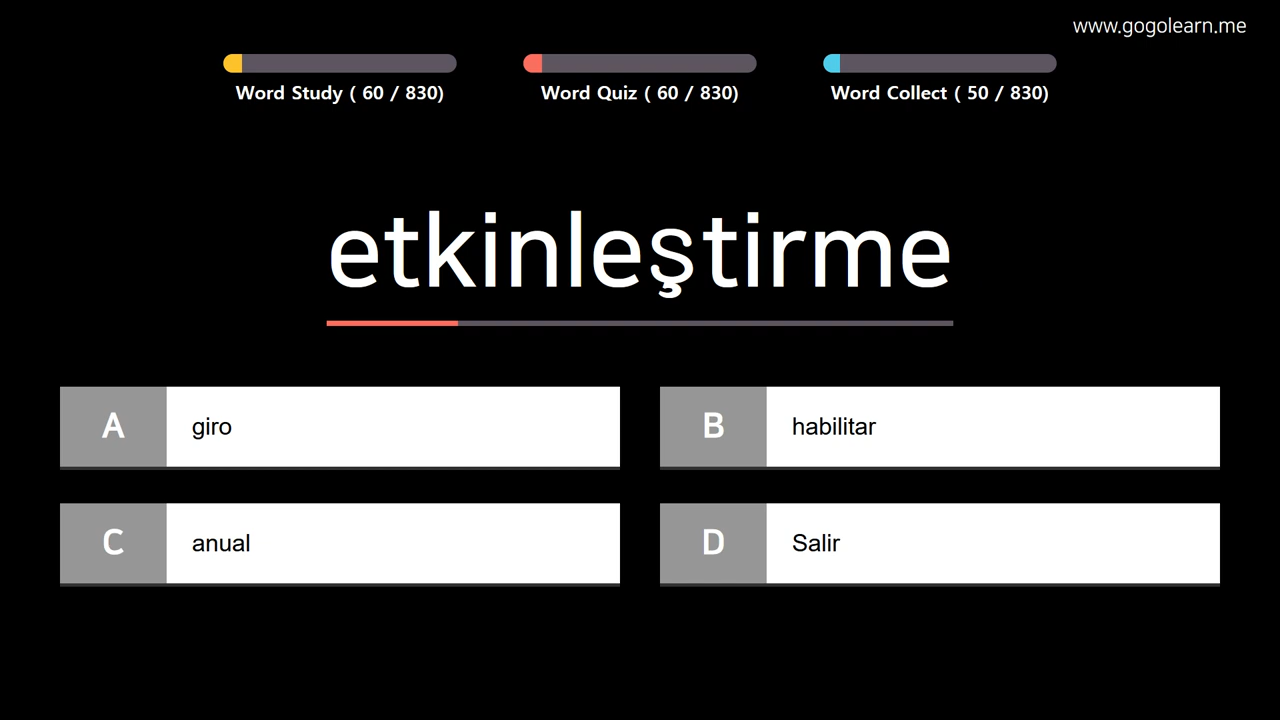 www.gogolearn.me
Word Study ( 60 / 830)
Word Quiz ( 60 / 830)
Word Collect ( 50 / 830)
etkinleştirme
A
giro
B
habilitar
C
anual
D
Salir